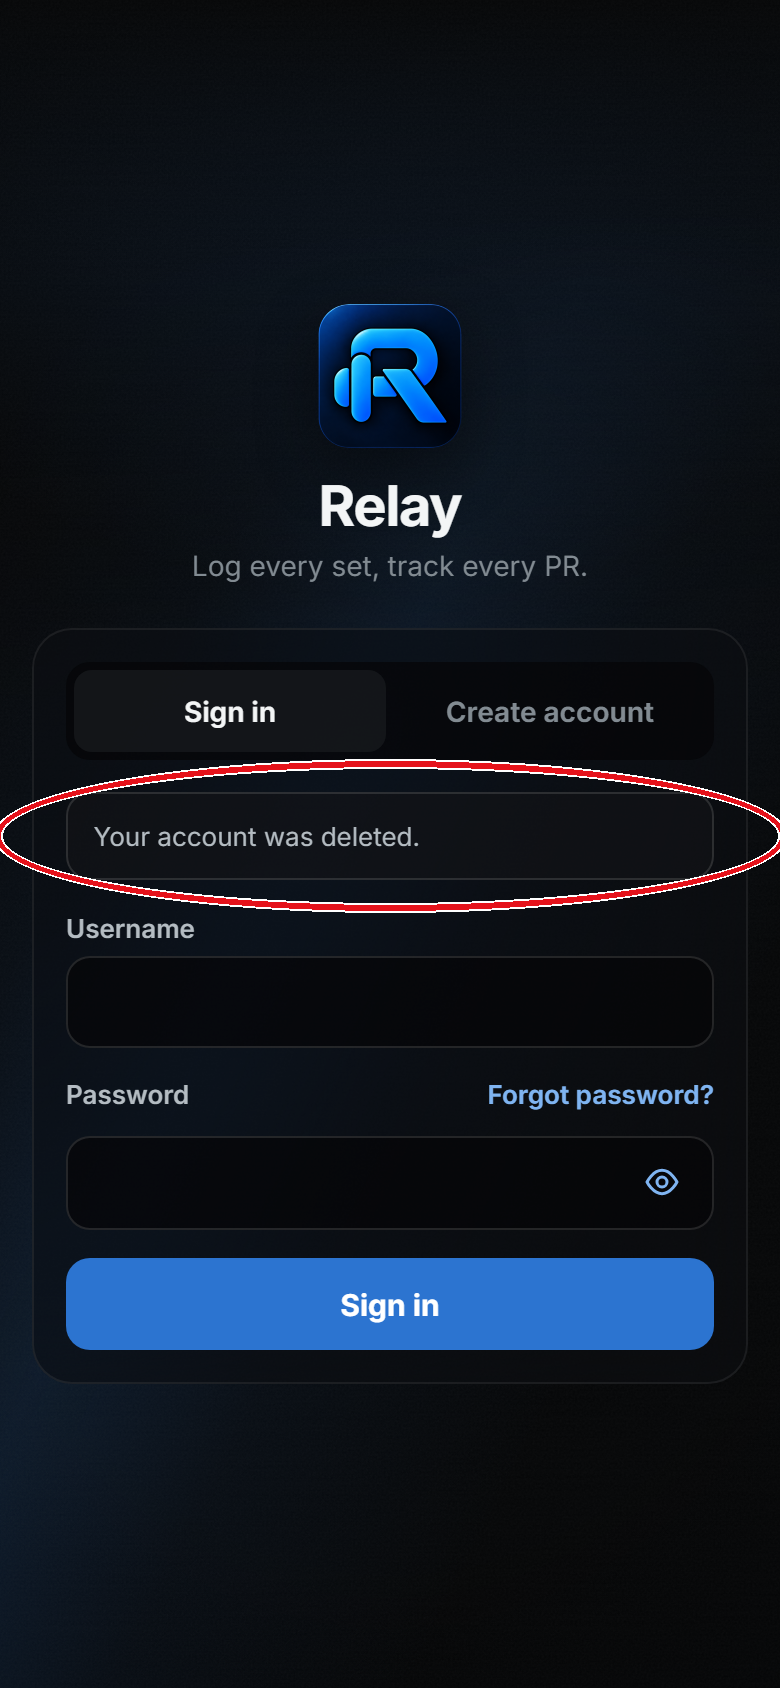 Relay
Log every set, track every PR.
Sign in
Create account
Your account was deleted.
Username
Password
Forgot password?
Sign in